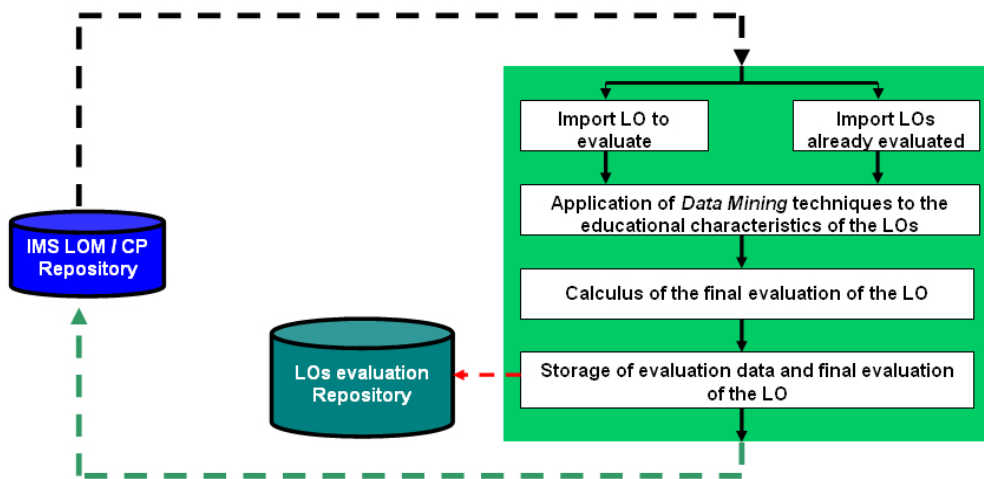 Import LO to
evaluate
Import LOs
already evaluated
Application of Data Mining techniques to the
educational characteristics of the LOs
IMS LOM / CP
Repository
Calculus of the final evaluation of the LO
LOs evaluation
Repository
Storage of evaluation data and final evaluation
of the LO